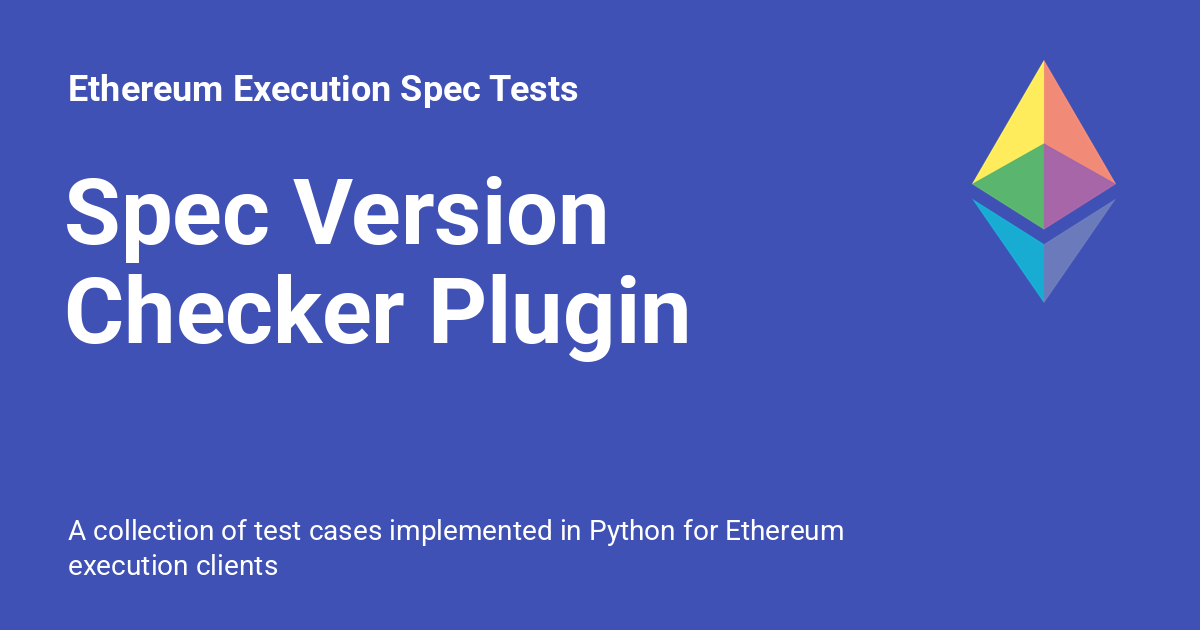 Ethereum Execution Spec Tests
Spec Version
Checker Plugin
A collection of test cases implemented in Python for Ethereum
execution clients